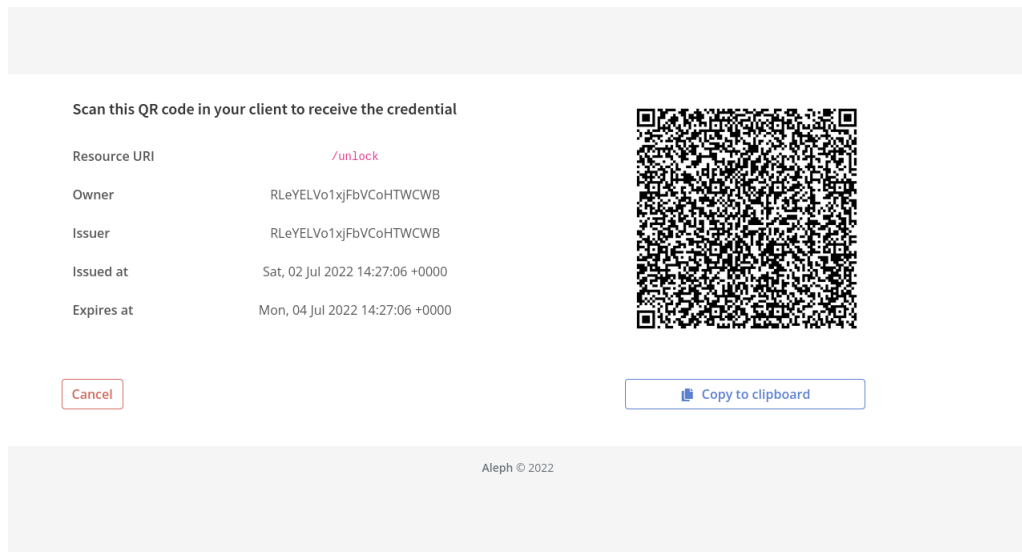 Scan this QR code in your client to receive the credential
Resource URI /unlock
Owner RLeYELVo1xjFbVCoHTWCWB
Issuer RLeYELVo1xjFbVCoHTWCWB
Issued at Sat, 02 Jul 2022 14:27:06 +0000
Expires at Mon, 04 Jul 2022 14:27:06 +0000
Cancel
Copy to clipboard
Aleph © 2022